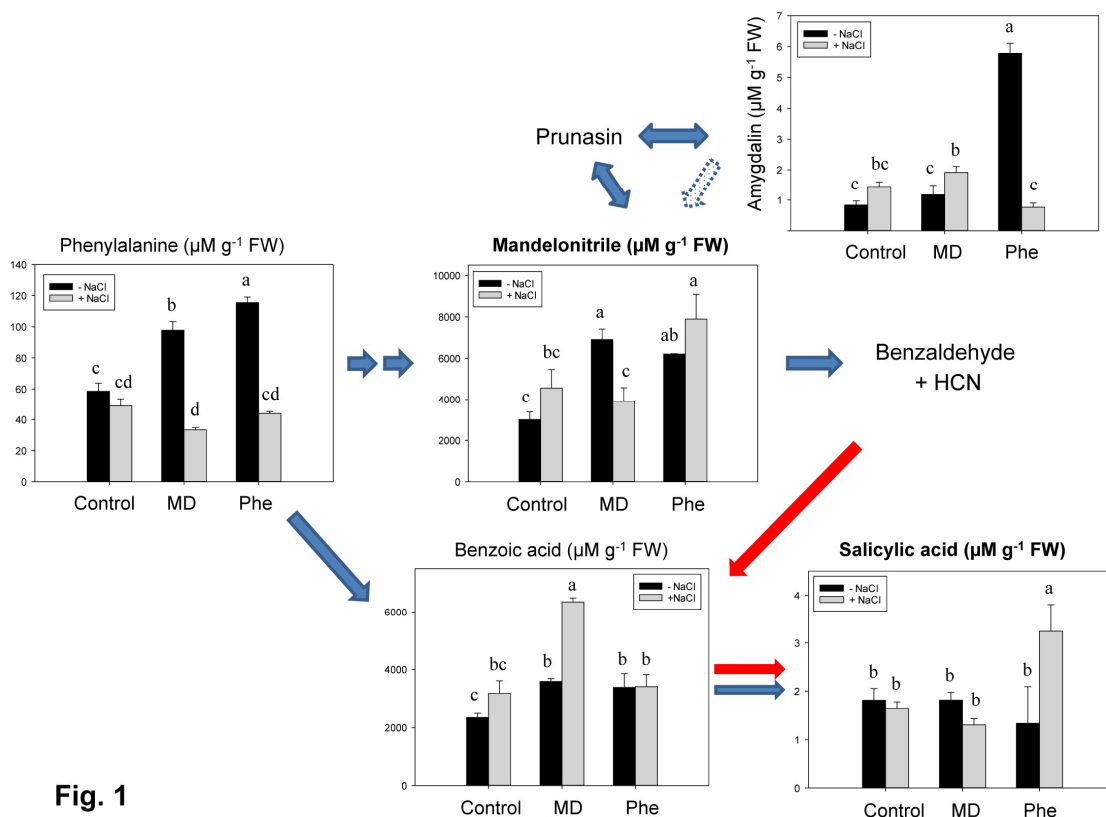 - NaCl
+ NaCl
Amygdalin (µM g-1 FW)
7
6
5
4
3
2
1
a
b
bc
c
c
c
Control MD Phe
Prunasin
Phenylalanine (µM g-1 FW)
- NaCl
+ NaCl
140
120
100
80
60
40
20
0
a
b
c
cd
d
cd
Control MD Phe
Mandelonitrile (µM g-1 FW)
- NaCl
+ NaCl
10000
8000
6000
4000
2000
0
a
a
ab
bc
c
c
Control MD Phe
Benzaldehyde
+ HCN
Benzoic acid (µM g-1 FW)
- NaCl
+NaCl
6000
4000
2000
0
a
bc
b
b
b
c
Control MD Phe
Salicylic acid (µM g-1 FW)
- NaCl
+ NaCl
4
3
2
1
0
a
b
b
b
b
b
Control MD Phe
Fig. 1